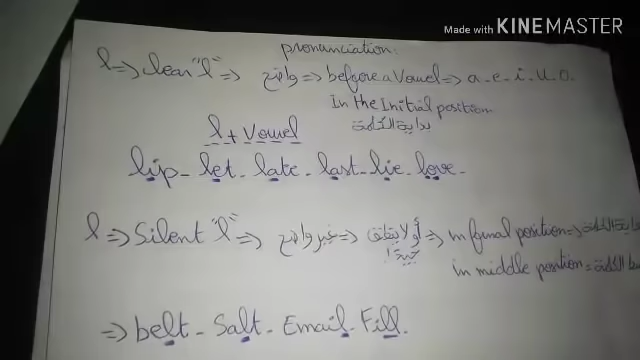 Made with KINEMASTER
pronunciation:
l => clear "l" => واضح => before a Vowel => a-e-i-u.o.
In the Initial position
بداية الكلمة
l + Vowel
lip - let - late - last - lie - love -
l => Silent "l" => غير واضح => أو لا ينطق => in final position =>
جيدا
in middle position =
=> belt - Salt - Email - Fill.